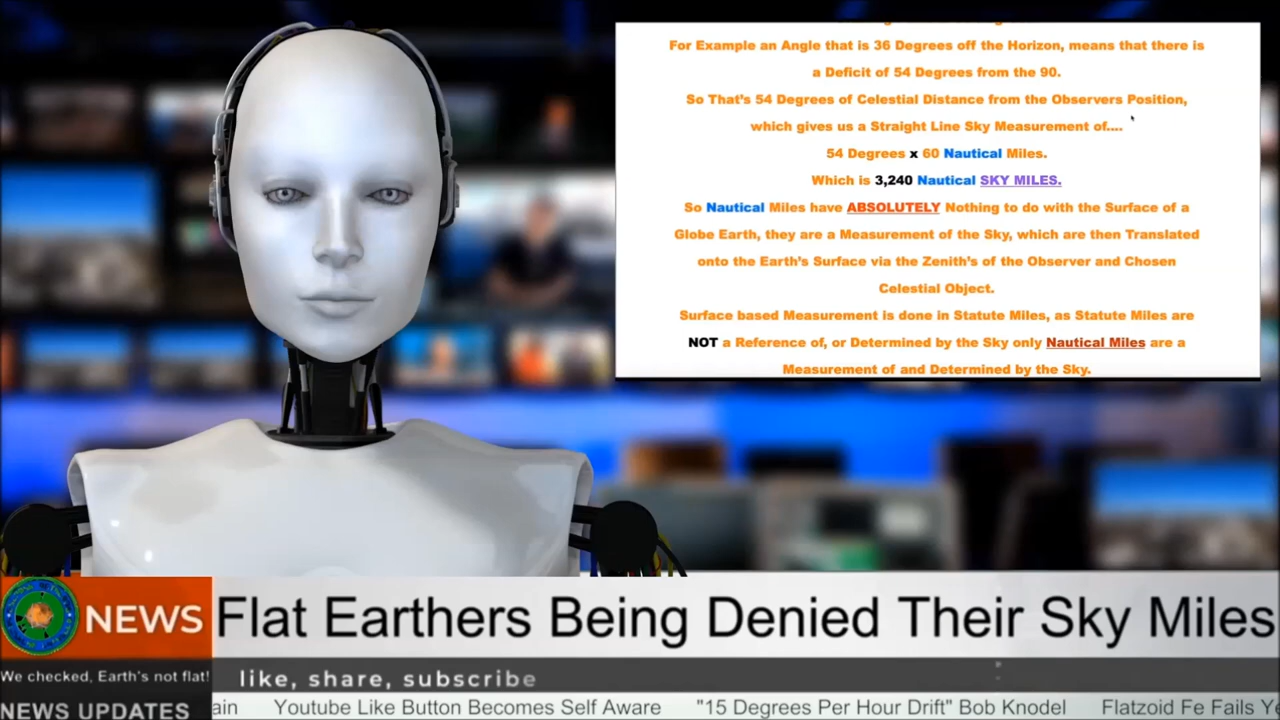 For Example an Angle that is 36 Degrees off the Horizon, means that there is
a Deficit of 54 Degrees from the 90.
So That's 54 Degrees of Celestial Distance from the Observers Position,
which gives us a Straight Line Sky Measurement of....
54 Degrees x 60 Nautical Miles.
Which is 3,240 Nautical SKY MILES.
So Nautical Miles have ABSOLUTELY Nothing to do with the Surface of a
Globe Earth, they are a Measurement of the Sky, which are then Translated
onto the Earth's Surface via the Zenith's of the Observer and Chosen
Celestial Object.
Surface based Measurement is done in Statute Miles, as Statute Miles are
NOT a Reference of, or Determined by the Sky only Nautical Miles are a
Measurement of and Determined by the Sky.
NEWS Flat Earthers Being Denied Their Sky Miles
We checked, Earth's not flat! like, share, subscribe
NEWS UPDATES ain Youtube Like Button Becomes Self Aware "15 Degrees Per Hour Drift" Bob Knodel Flatzoid Fe Fails Ye